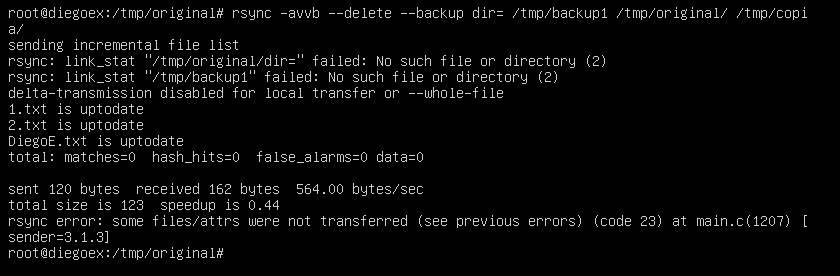 root@diegoex:/tmp/original# rsync -avvb --delete --backup dir= /tmp/backup1 /tmp/original/ /tmp/copi
a/
sending incremental file list
rsync: link_stat "/tmp/original/dir=" failed: No such file or directory (2)
rsync: link_stat "/tmp/backup1" failed: No such file or directory (2)
delta-transmission disabled for local transfer or --whole-file
1.txt is uptodate
2.txt is uptodate
DiegoE.txt is uptodate
total: matches=0  hash_hits=0  false_alarms=0 data=0

sent 120 bytes  received 162 bytes  564.00 bytes/sec
total size is 123  speedup is 0.44
rsync error: some files/attrs were not transferred (see previous errors) (code 23) at main.c(1207) [
sender=3.1.3]
root@diegoex:/tmp/original#